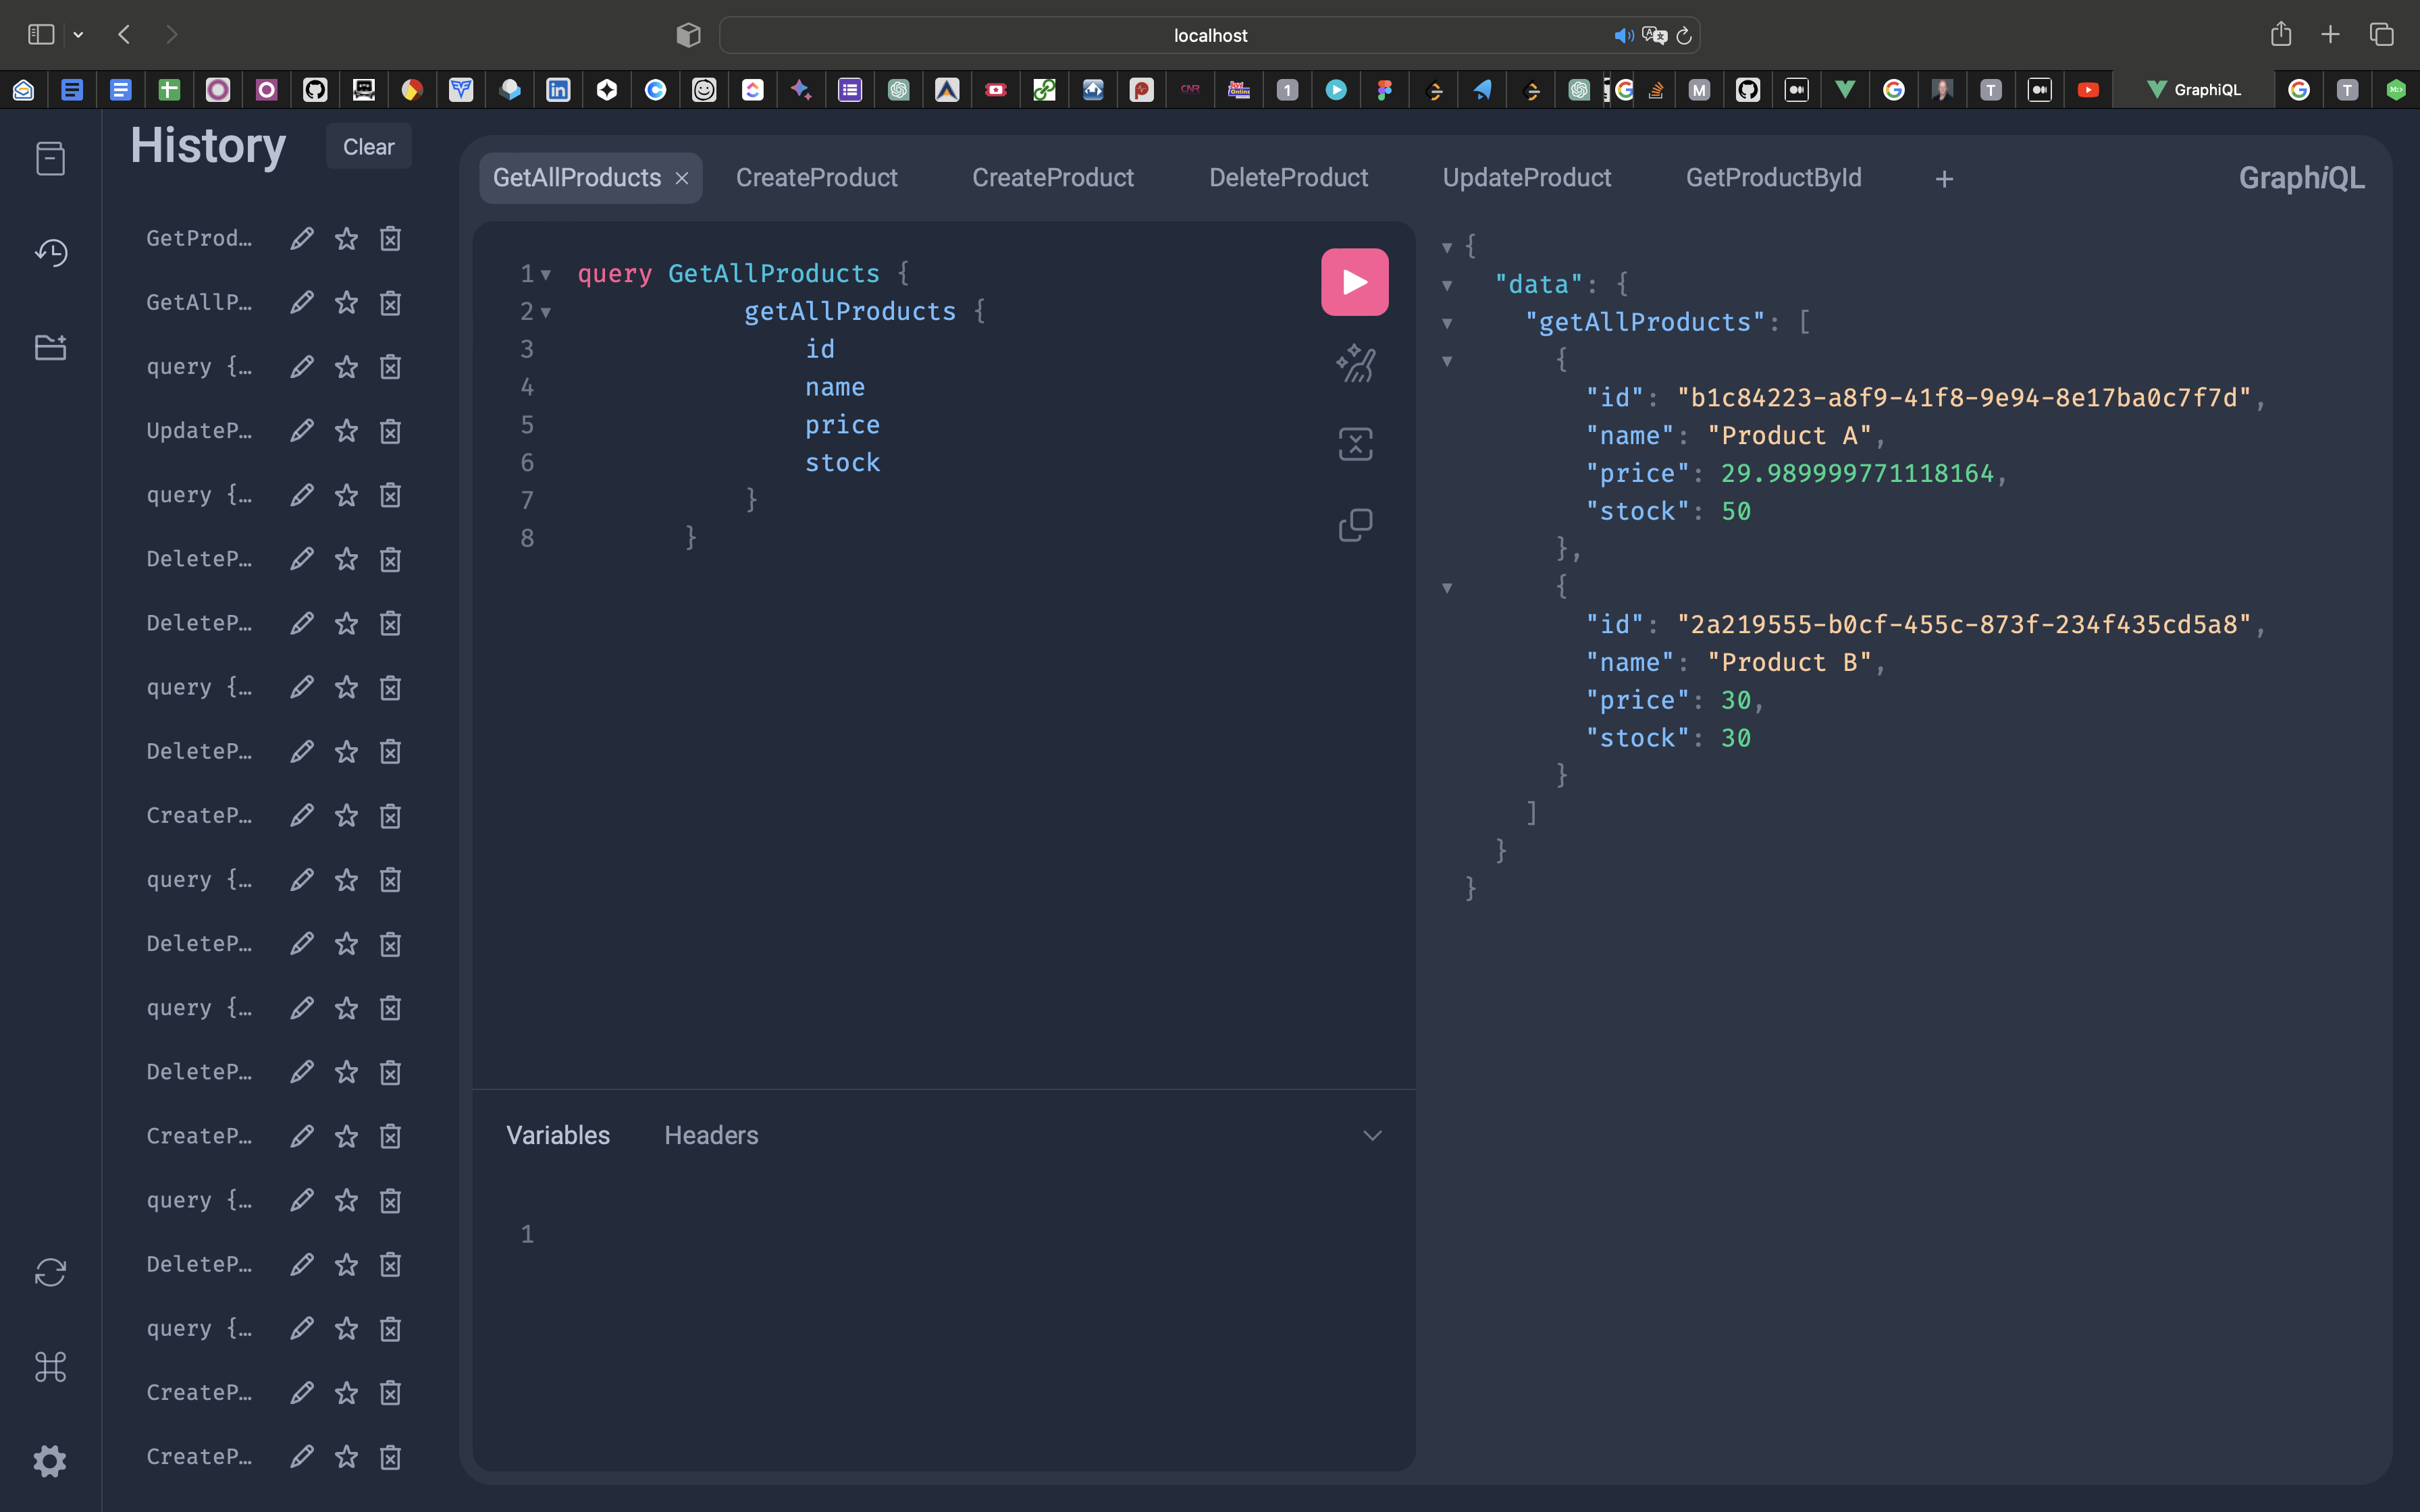 localhost
GraphiQL
History
Clear
GetProd…
GetAllP…
query {…
UpdateP…
query {…
DeleteP…
DeleteP…
query {…
DeleteP…
CreateP…
query {…
DeleteP…
query {…
DeleteP…
CreateP…
query {…
DeleteP…
query {…
CreateP…
CreateP…
GetAllProducts CreateProduct CreateProduct DeleteProduct UpdateProduct GetProductById
GraphiQL
1 query GetAllProducts {
2 getAllProducts {
3 id
4 name
5 price
6 stock
7 }
8 }
Variables Headers
1
{
"data": {
"getAllProducts": [
{
"id": "b1c84223-a8f9-41f8-9e94-8e17ba0c7f7d",
"name": "Product A",
"price": 29.989999771118164,
"stock": 50
},
{
"id": "2a219555-b0cf-455c-873f-234f435cd5a8",
"name": "Product B",
"price": 30,
"stock": 30
}
]
}
}